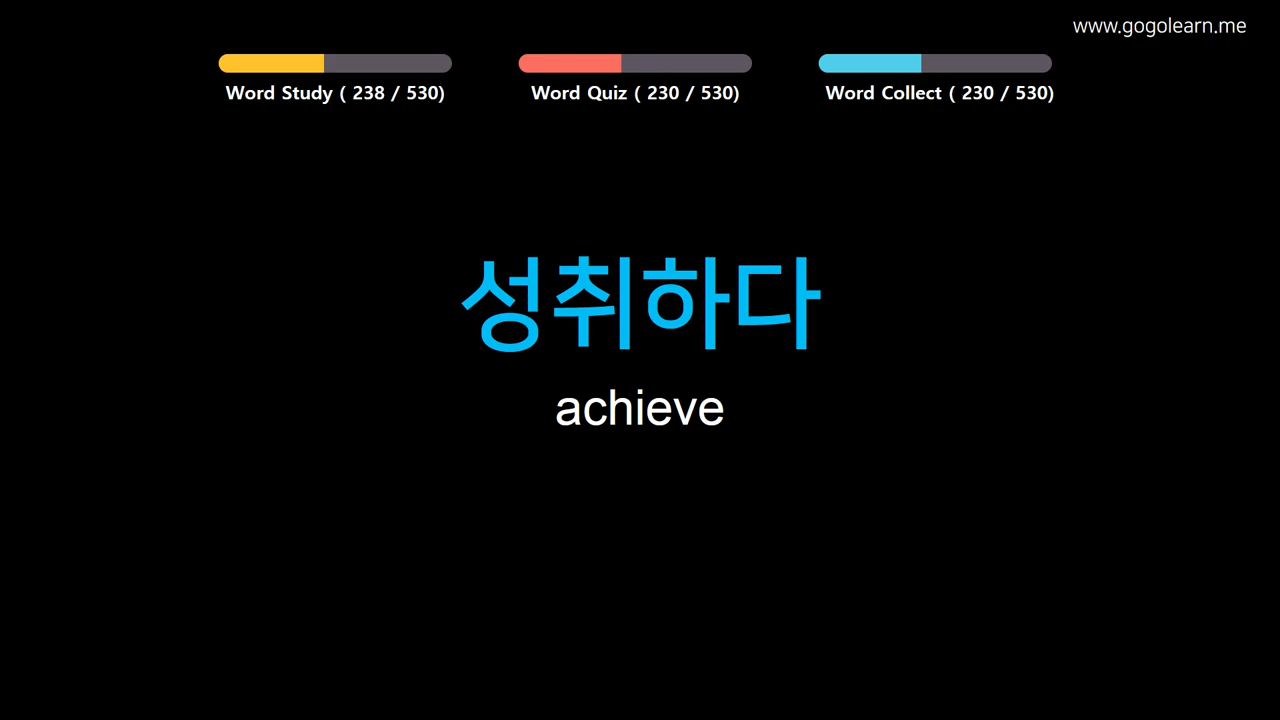 www.gogolearn.me
Word Study ( 238 / 530)
Word Quiz ( 230 / 530)
Word Collect ( 230 / 530)
성취하다
achieve